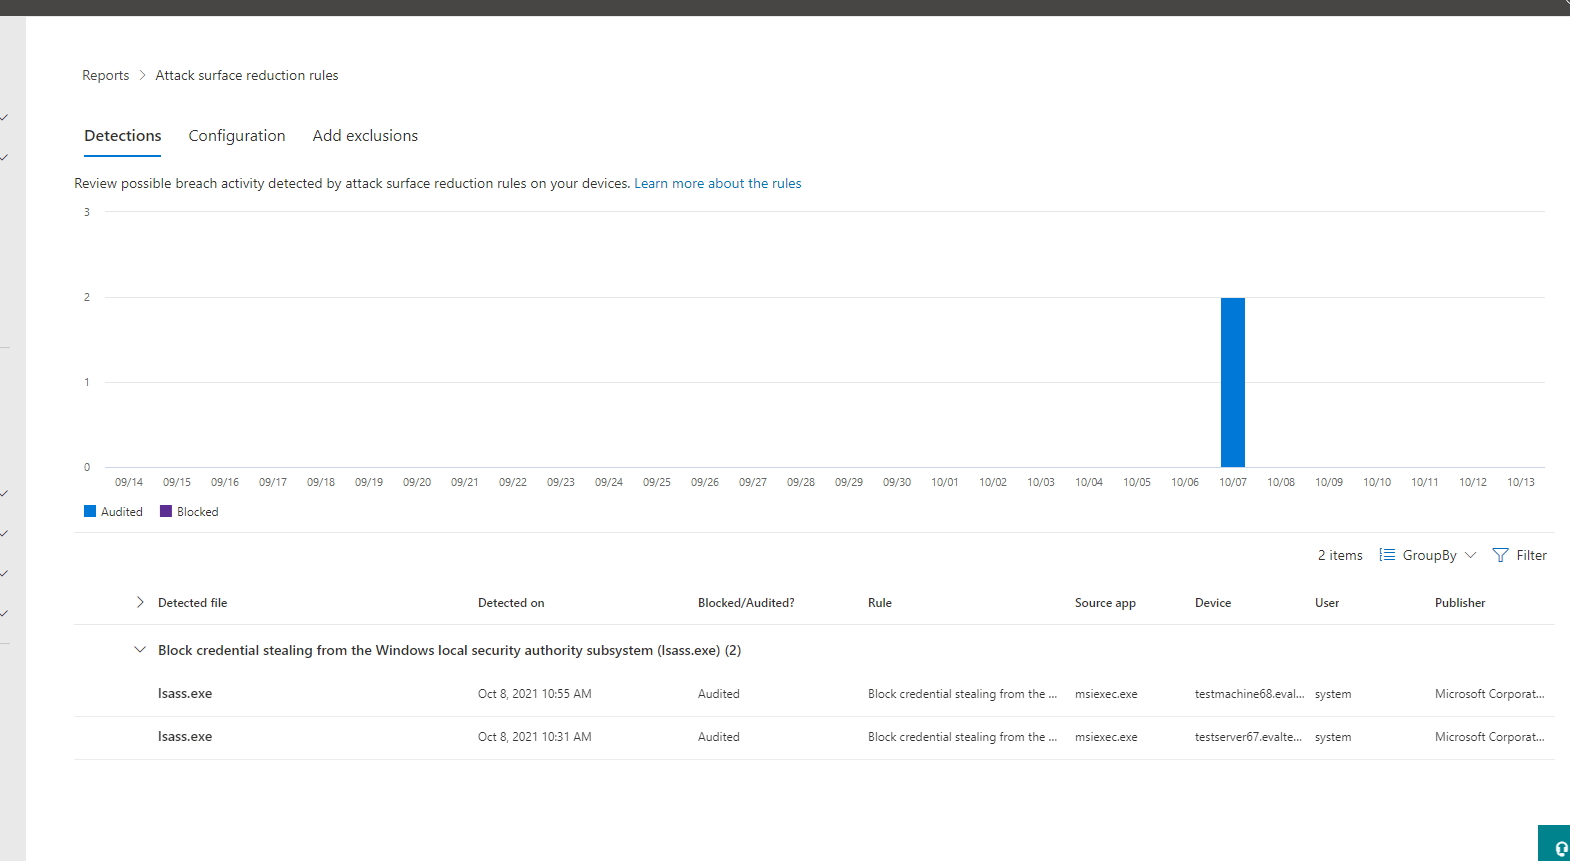 Reports > Attack surface reduction rules
Detections Configuration Add exclusions
Review possible breach activity detected by attack surface reduction rules on your devices. Learn more about the rules
3
2
1
0
09/14 09/15 09/16 09/17 09/18 09/19 09/20 09/21 09/22 09/23 09/24 09/25 09/26 09/27 09/28 09/29 09/30 10/01 10/02 10/03 10/04 10/05 10/06 10/07 10/08 10/09 10/10 10/11 10/12 10/13
Audited Blocked
2 items GroupBy Filter
Detected file Detected on Blocked/Audited? Rule Source app Device User Publisher
Block credential stealing from the Windows local security authority subsystem (lsass.exe) (2)
lsass.exe Oct 8, 2021 10:55 AM Audited Block credential stealing from the ... msiexec.exe testmachine68.eval... system Microsoft Corporat...
lsass.exe Oct 8, 2021 10:31 AM Audited Block credential stealing from the ... msiexec.exe testserver67.evalte... system Microsoft Corporat...